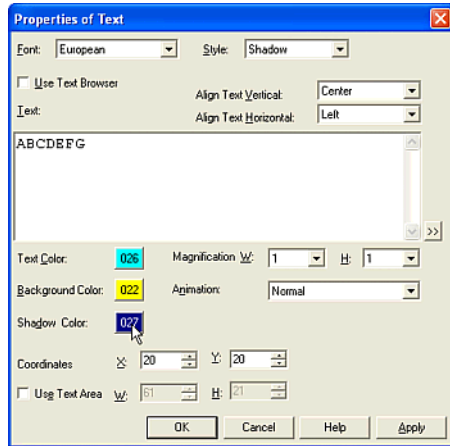 Properties of Text
Font: European Style: Shadow
Use Text Browser
Align Text Vertical: Center
Text:
Align Text Horizontal: Left
ABCDEFG
>>
Text Color: 026 Magnification W: 1 H: 1
Background Color: 022 Animation: Normal
Shadow Color: 027
Coordinates X: 20 Y: 20
Use Text Area W: 61 H: 21
OK Cancel Help Apply